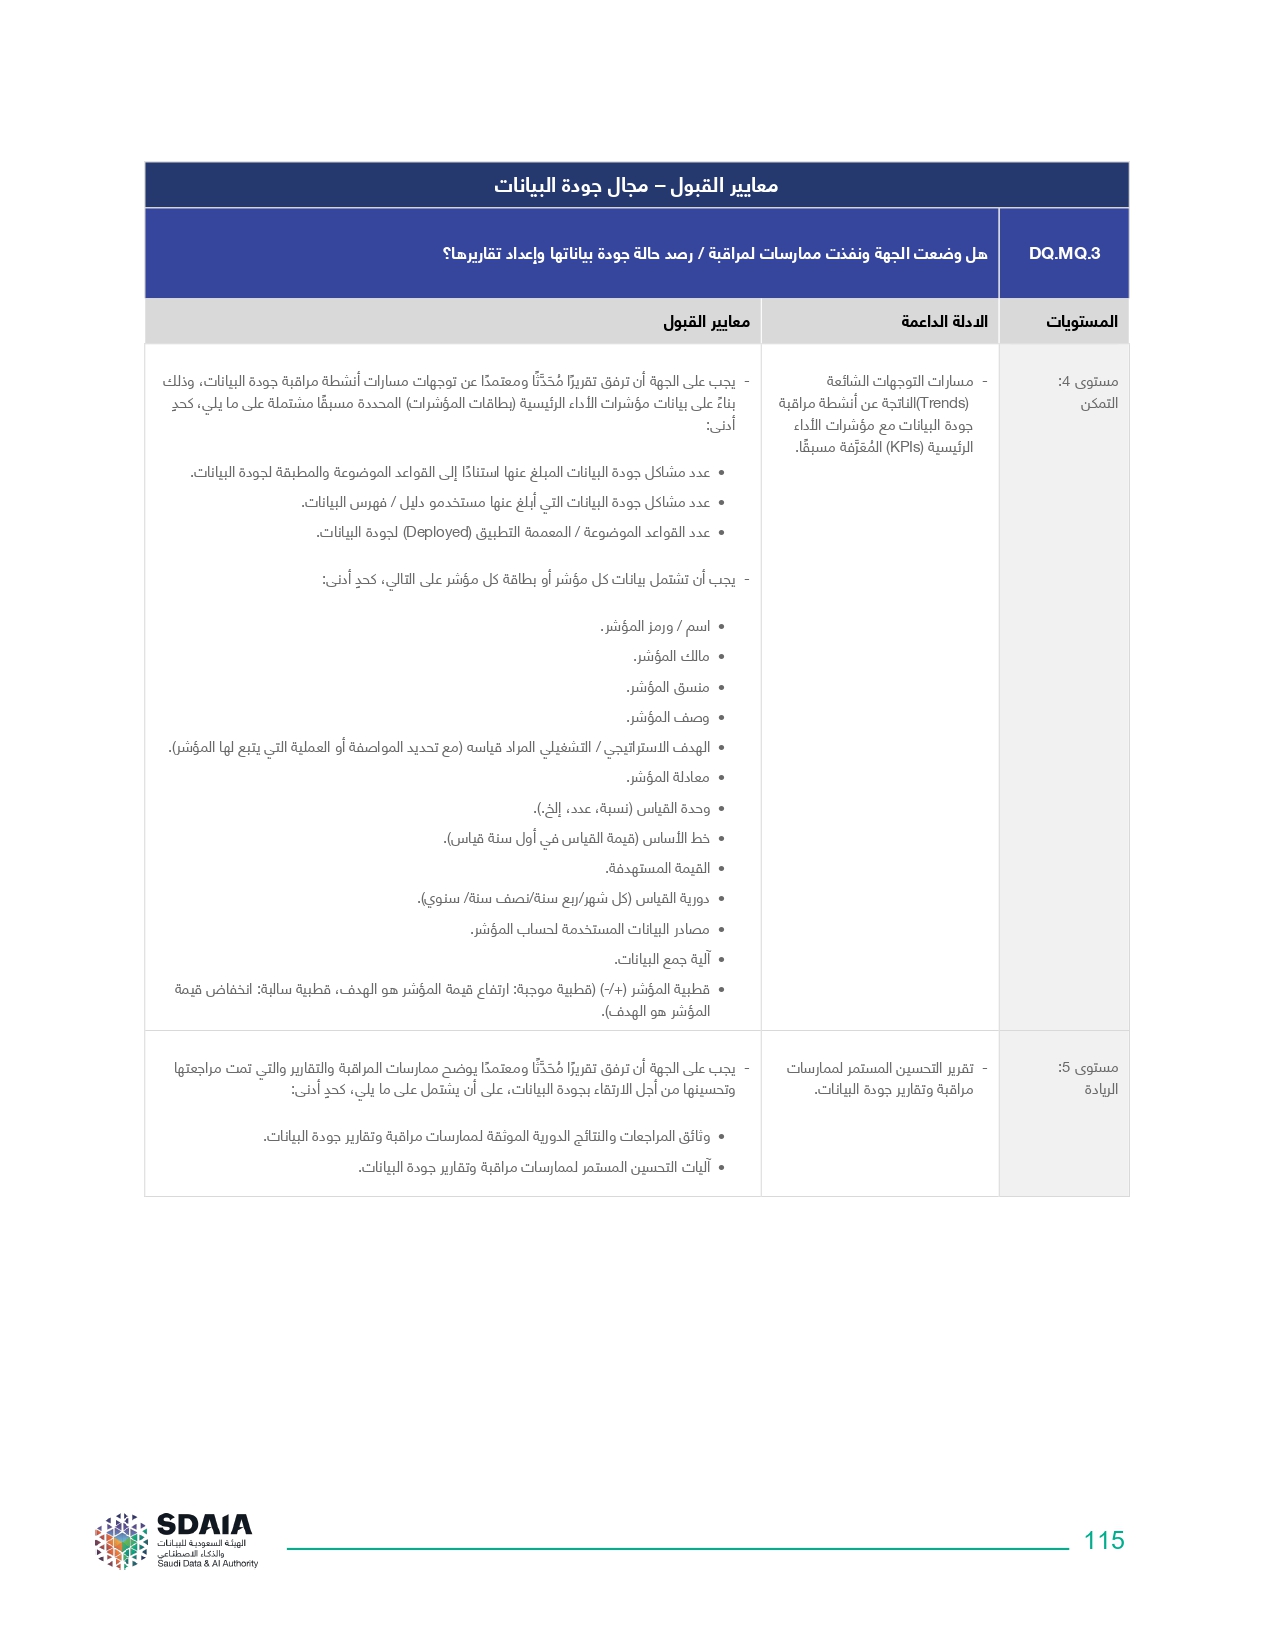 معايير القبول – مجال جودة البيانات
DQ.MQ.3
هل وضعت الجهة ونفذت ممارسات لمراقبة / رصد حالة جودة بياناتها وإعداد تقاريرها؟
المستويات
الادلة الداعمة
معايير القبول
مستوى 4:
التمكن
- مسارات التوجهات الشائعة
(Trends)الناتجة عن أنشطة مراقبة
جودة البيانات مع مؤشرات الأداء
الرئيسية (KPIs) المُعَرَّفة مسبقًا.
- يجب على الجهة أن ترفق تقريرًا مُحَدَّثًا ومعتمدًا عن توجهات مسارات أنشطة مراقبة جودة البيانات، وذلك
بناءً على بيانات مؤشرات الأداء الرئيسية (بطاقات المؤشرات) المحددة مسبقًا مشتملة على ما يلي، كحدٍ
أدنى:
• عدد مشاكل جودة البيانات المبلغ عنها استنادًا إلى القواعد الموضوعة والمطبقة لجودة البيانات.
• عدد مشاكل جودة البيانات التي أبلغ عنها مستخدمو دليل / فهرس البيانات.
• عدد القواعد الموضوعة / المعممة التطبيق (Deployed) لجودة البيانات.
- يجب أن تشتمل بيانات كل مؤشر أو بطاقة كل مؤشر على التالي، كحدٍ أدنى:
• اسم / ورمز المؤشر.
• مالك المؤشر.
• منسق المؤشر.
• وصف المؤشر.
• الهدف الاستراتيجي / التشغيلي المراد قياسه (مع تحديد المواصفة أو العملية التي يتبع لها المؤشر).
• معادلة المؤشر.
• وحدة القياس (نسبة، عدد، إلخ.).
• خط الأساس (قيمة القياس في أول سنة قياس).
• القيمة المستهدفة.
• دورية القياس (كل شهر/ربع سنة/نصف سنة/ سنوي).
• مصادر البيانات المستخدمة لحساب المؤشر.
• آلية جمع البيانات.
• قطبية المؤشر (+/-) (قطبية موجبة: ارتفاع قيمة المؤشر هو الهدف، قطبية سالبة: انخفاض قيمة
المؤشر هو الهدف).
مستوى 5:
الريادة
- تقرير التحسين المستمر لممارسات
مراقبة وتقارير جودة البيانات.
- يجب على الجهة أن ترفق تقريرًا مُحَدَّثًا ومعتمدًا يوضح ممارسات المراقبة والتقارير والتي تمت مراجعتها
وتحسينها من أجل الارتقاء بجودة البيانات، على أن يشتمل على ما يلي، كحدٍ أدنى:
• وثائق المراجعات والنتائج الدورية الموثقة لممارسات مراقبة وتقارير جودة البيانات.
• آليات التحسين المستمر لممارسات مراقبة وتقارير جودة البيانات.
SDAIA
الهيئة السعودية للبيانات
والذكاء الاصطناعي
Saudi Data & AI Authority
115